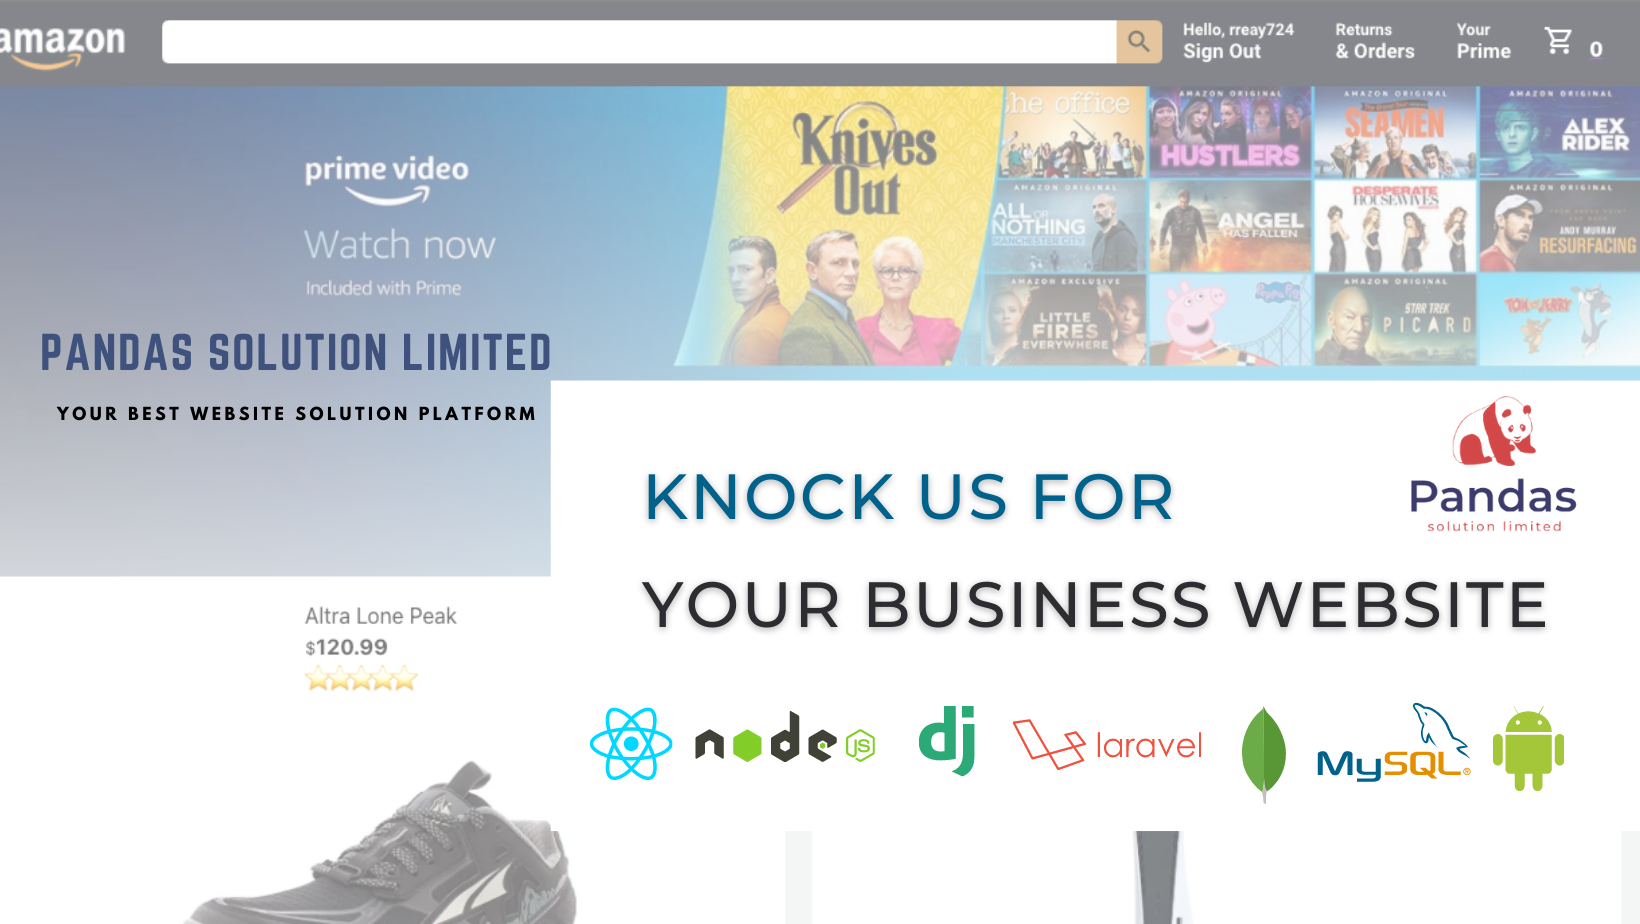 amazon
Hello, rreay724
Sign Out
Returns
& Orders
Your
Prime
0
prime video
Watch now
Included with Prime
Knives
Out
the office
AMAZON ORIGINAL
HUSTLERS
AMAZON ORIGINAL
SEAMEN
AMAZON ORIGINAL
ALEX
RIDER
AMAZON ORIGINAL
ALL OR
NOTHING
MANCHESTER CITY
ANGEL
HAS FALLEN
DESPERATE
HOUSEWIVES
AMAZON ORIGINAL
ANDY MURRAY
RESURFACING
AMAZON EXCLUSIVE
LITTLE
FIRES
EVERYWHERE
Peppa Pig
AMAZON ORIGINAL
STAR TREK
PICARD
TOM and JERRY
PANDAS SOLUTION LIMITED
YOUR BEST WEBSITE SOLUTION PLATFORM
Pandas
solution limited
KNOCK US FOR
YOUR BUSINESS WEBSITE
Altra Lone Peak
$120.99
node JS
dj
laravel
MySQL®